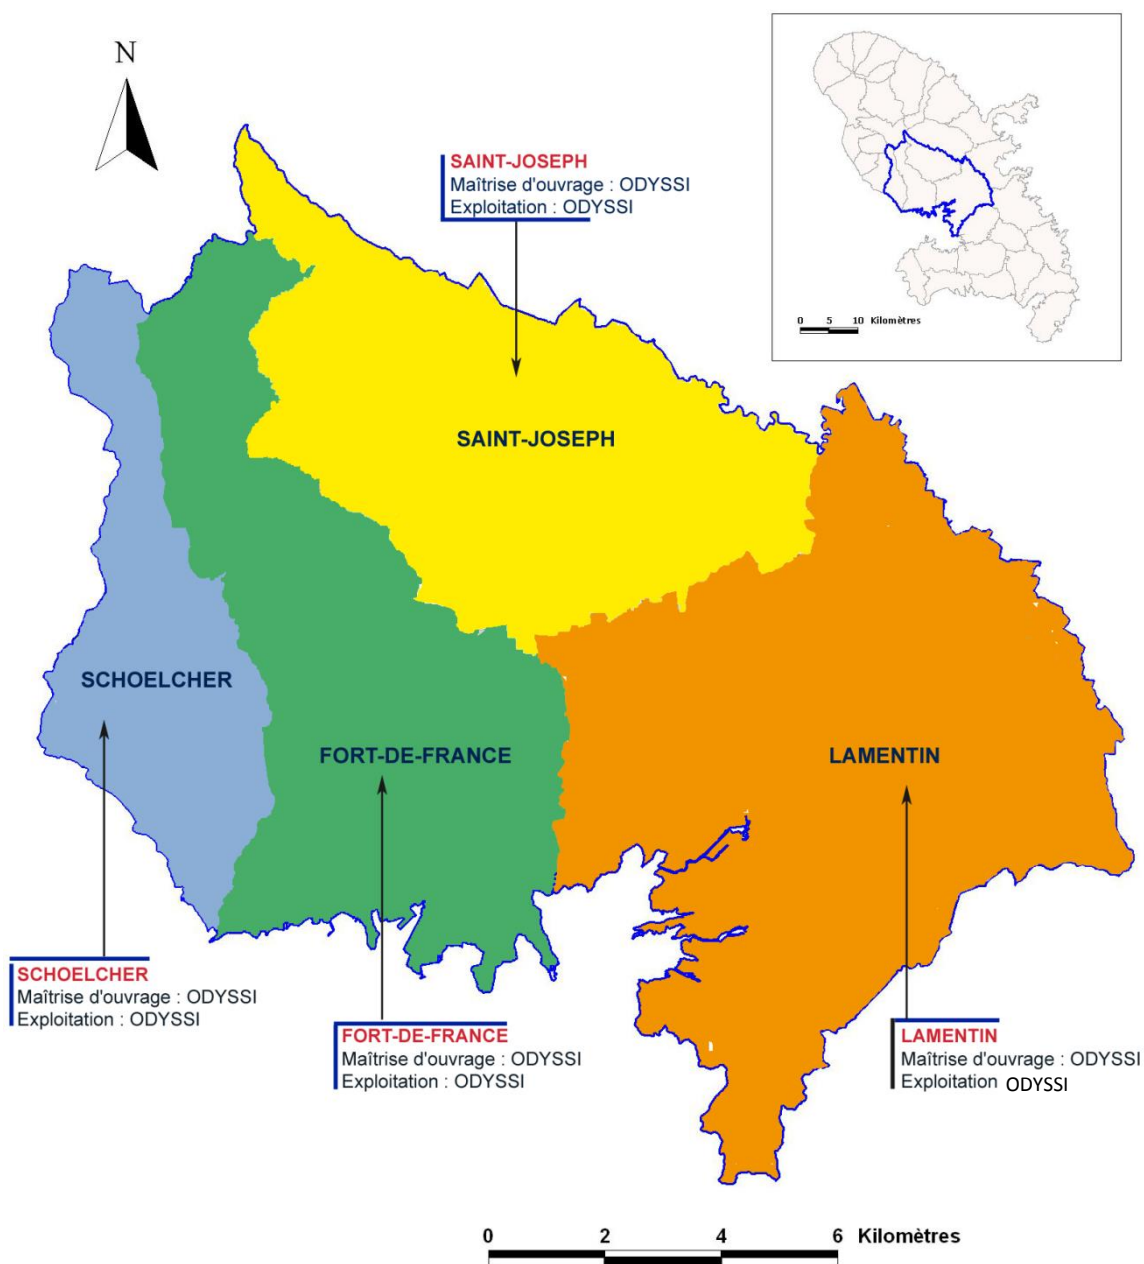 N
0 5 10 Kilomètres
SAINT-JOSEPH
Maîtrise d'ouvrage : ODYSSI
Exploitation : ODYSSI
SAINT-JOSEPH
SCHOELCHER
FORT-DE-FRANCE
LAMENTIN
SCHOELCHER
Maîtrise d'ouvrage : ODYSSI
Exploitation : ODYSSI
FORT-DE-FRANCE
Maîtrise d'ouvrage : ODYSSI
Exploitation : ODYSSI
LAMENTIN
Maîtrise d'ouvrage : ODYSSI
Exploitation ODYSSI
0 2 4 6 Kilomètres